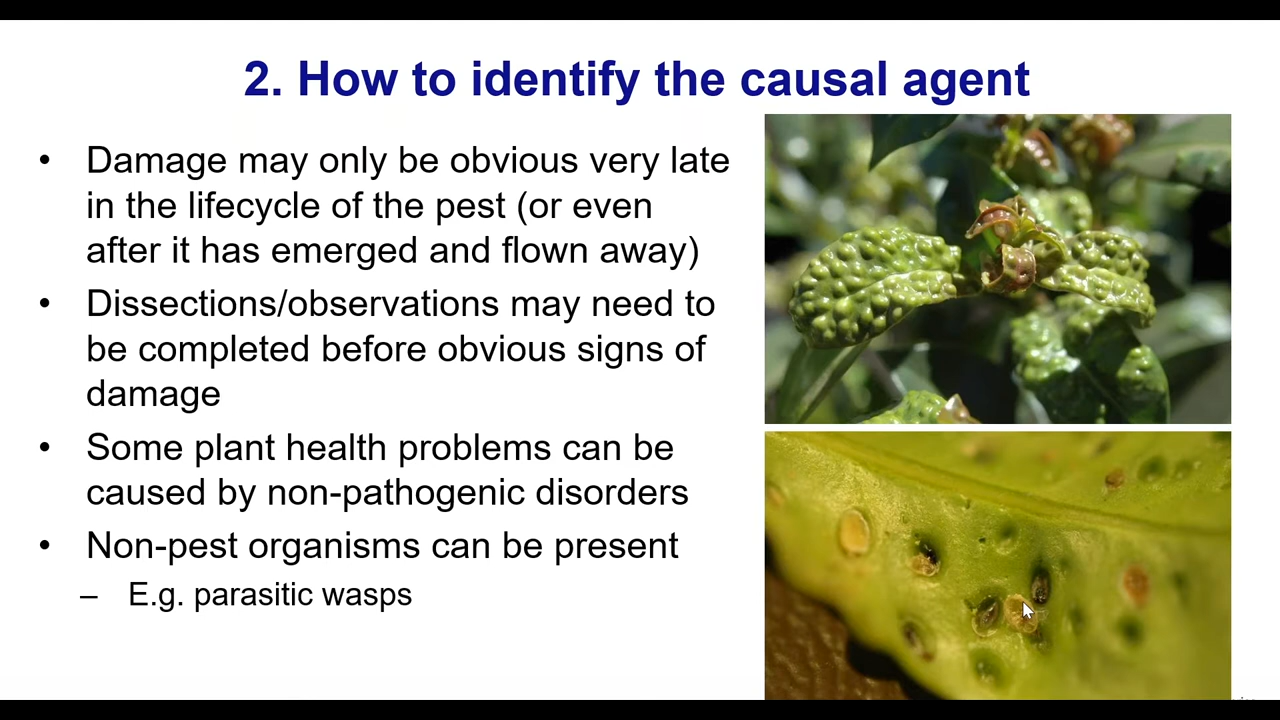 2. How to identify the causal agent
• Damage may only be obvious very late
in the lifecycle of the pest (or even
after it has emerged and flown away)
• Dissections/observations may need to
be completed before obvious signs of
damage
• Some plant health problems can be
caused by non-pathogenic disorders
• Non-pest organisms can be present
– E.g. parasitic wasps